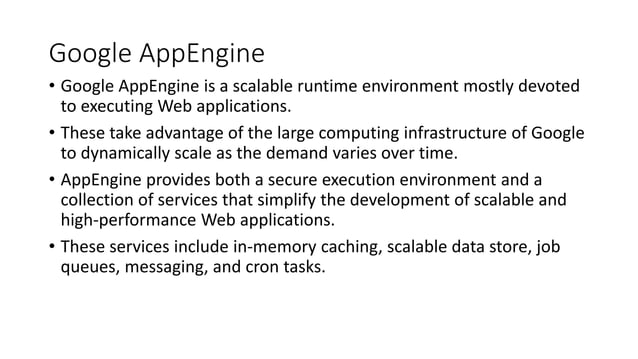 Google AppEngine
• Google AppEngine is a scalable runtime environment mostly devoted
to executing Web applications.
• These take advantage of the large computing infrastructure of Google
to dynamically scale as the demand varies over time.
• AppEngine provides both a secure execution environment and a
collection of services that simplify the development of scalable and
high-performance Web applications.
• These services include in-memory caching, scalable data store, job
queues, messaging, and cron tasks.